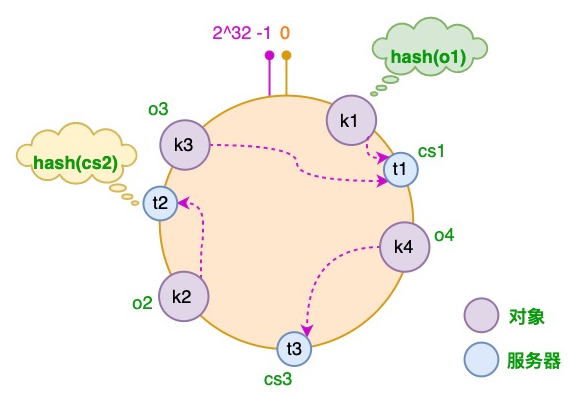 2^32 -1 0
hash(o1)
o3
k1
k3
cs1
hash(cs2)
t1
t2
o4
k4
k2
o2
对象
t3
服务器
cs3